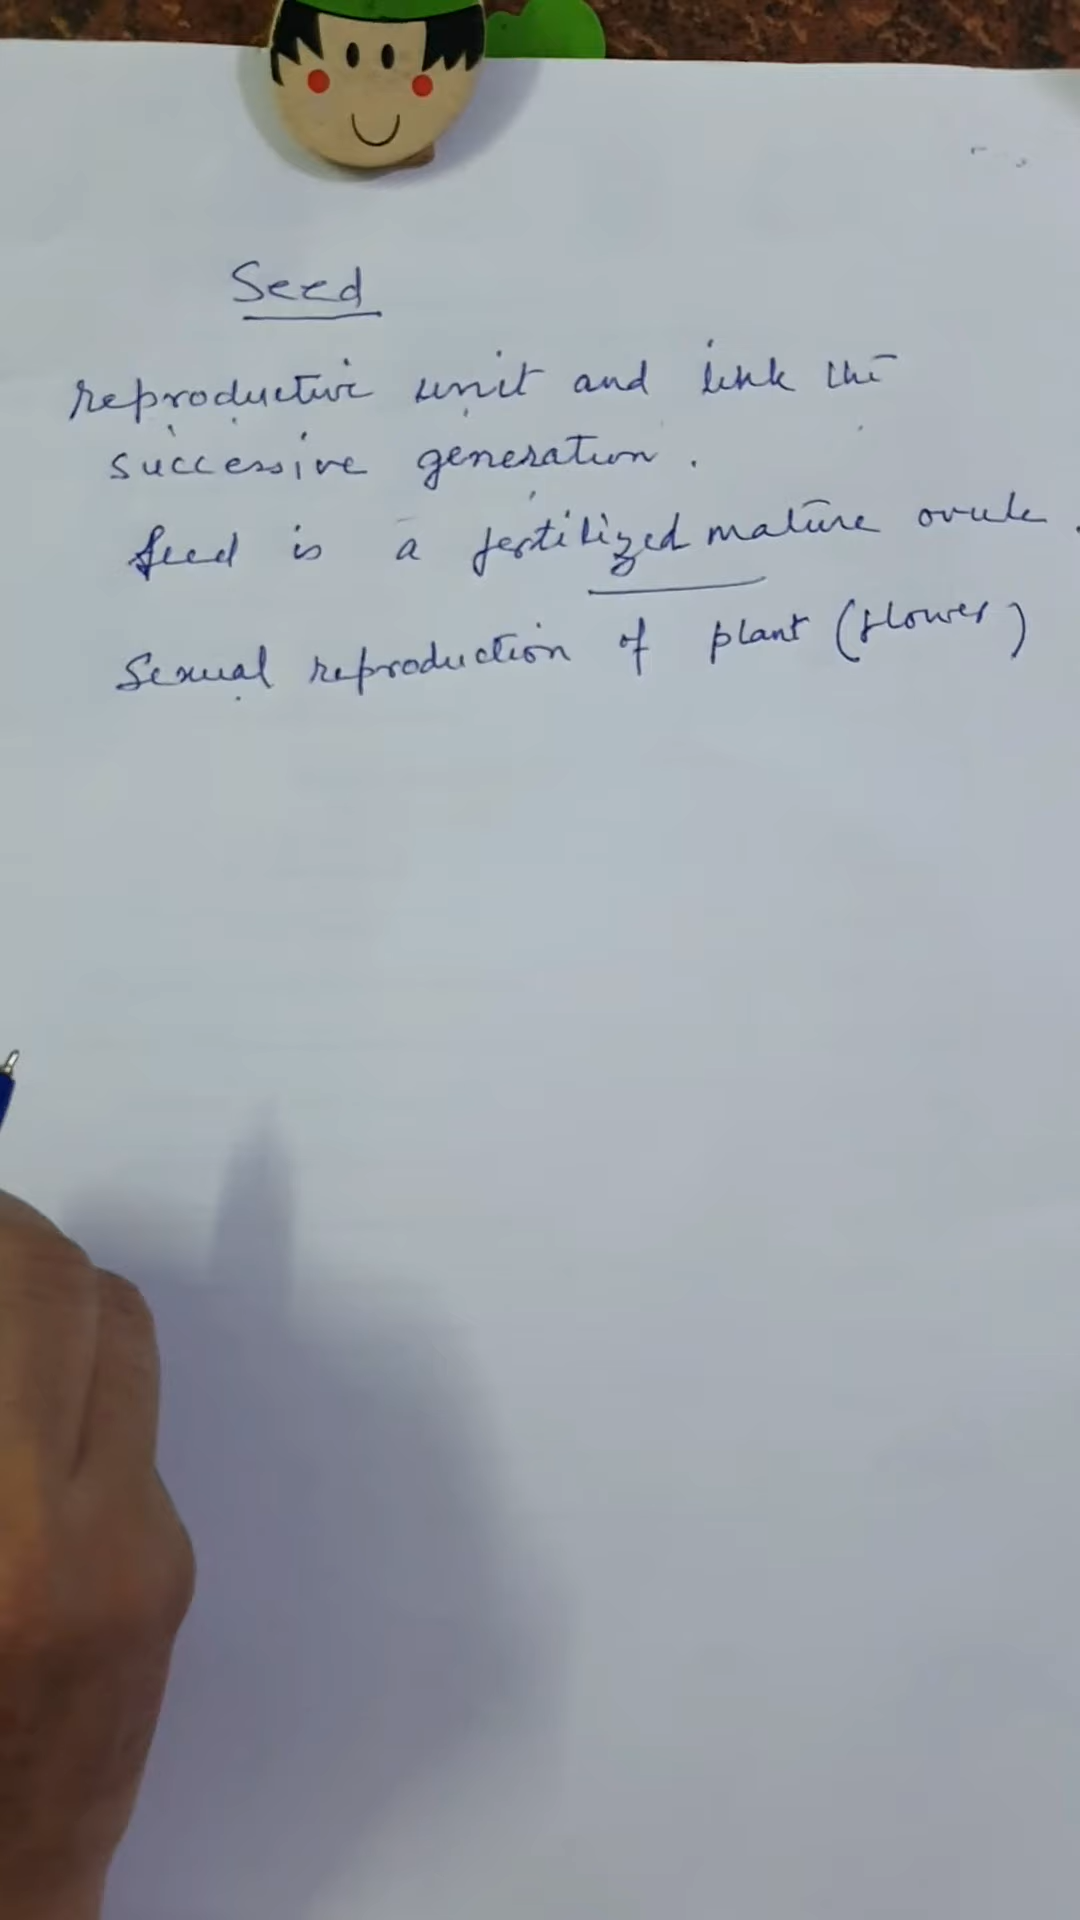 Seed
reproductive unit and link the
successive generation.
Seed is a fertilized mature ovule.
Sexual reproduction of plant (flower)